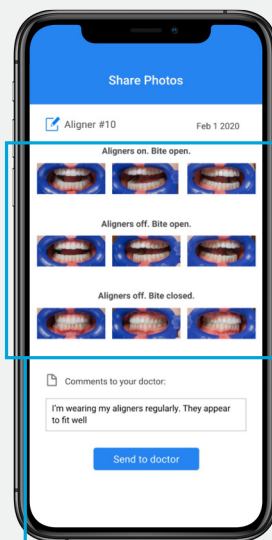 Share Photos
Aligner #10
Feb 1 2020
Aligners on. Bite open.
Aligners off. Bite open.
Aligners off. Bite closed.
Comments to your doctor:
I'm wearing my aligners regularly. They appear
to fit well
Send to doctor